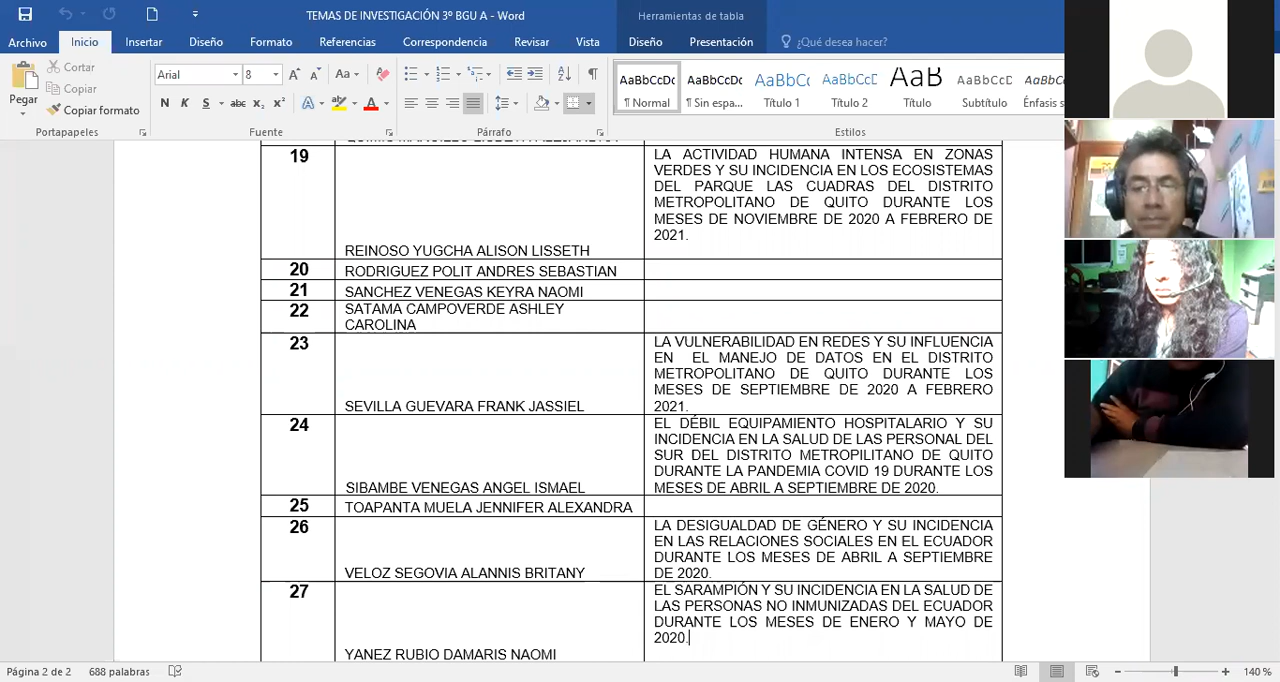 TEMAS DE INVESTIGACIÓN 3º BGU A - Word
Herramientas de tabla
Archivo
Inicio
Insertar
Diseño
Formato
Referencias
Correspondencia
Revisar
Vista
Diseño
Presentación
¿Qué desea hacer?
Pegar
Cortar
Copiar
Copiar formato
Portapapeles
Arial
8
Aa
N K S abc x₂ x²
A
A
Fuente
Párrafo
AaBbCcDc
¶ Normal
AaBbCcDc
¶ Sin espa...
AaBbCc
Título 1
AaBbCcD
Título 2
AaB
Título
AaBbCcD
Subtítulo
AaBbCc
Énfasis s
Estilos
19
REINOSO YUGCHA ALISON LISSETH
LA ACTIVIDAD HUMANA INTENSA EN ZONAS
VERDES Y SU INCIDENCIA EN LOS ECOSISTEMAS
DEL PARQUE LAS CUADRAS DEL DISTRITO
METROPOLITANO DE QUITO DURANTE LOS
MESES DE NOVIEMBRE DE 2020 A FEBRERO DE
2021.
20
RODRIGUEZ POLIT ANDRES SEBASTIAN
21
SANCHEZ VENEGAS KEYRA NAOMI
22
SATAMA CAMPOVERDE ASHLEY
CAROLINA
23
SEVILLA GUEVARA FRANK JASSIEL
LA VULNERABILIDAD EN REDES Y SU INFLUENCIA
EN EL MANEJO DE DATOS EN EL DISTRITO
METROPOLITANO DE QUITO DURANTE LOS
MESES DE SEPTIEMBRE DE 2020 A FEBRERO
2021.
24
SIBAMBE VENEGAS ANGEL ISMAEL
EL DÉBIL EQUIPAMIENTO HOSPITALARIO Y SU
INCIDENCIA EN LA SALUD DE LAS PERSONAL DEL
SUR DEL DISTRITO METROPILITANO DE QUITO
DURANTE LA PANDEMIA COVID 19 DURANTE LOS
MESES DE ABRIL A SEPTIEMBRE DE 2020.
25
TOAPANTA MUELA JENNIFER ALEXANDRA
26
VELOZ SEGOVIA ALANNIS BRITANY
LA DESIGUALDAD DE GÉNERO Y SU INCIDENCIA
EN LAS RELACIONES SOCIALES EN EL ECUADOR
DURANTE LOS MESES DE ABRIL A SEPTIEMBRE
DE 2020.
27
YANEZ RUBIO DAMARIS NAOMI
EL SARAMPIÓN Y SU INCIDENCIA EN LA SALUD DE
LAS PERSONAS NO INMUNIZADAS DEL ECUADOR
DURANTE LOS MESES DE ENERO Y MAYO DE
2020.
Página 2 de 2
688 palabras
140 %